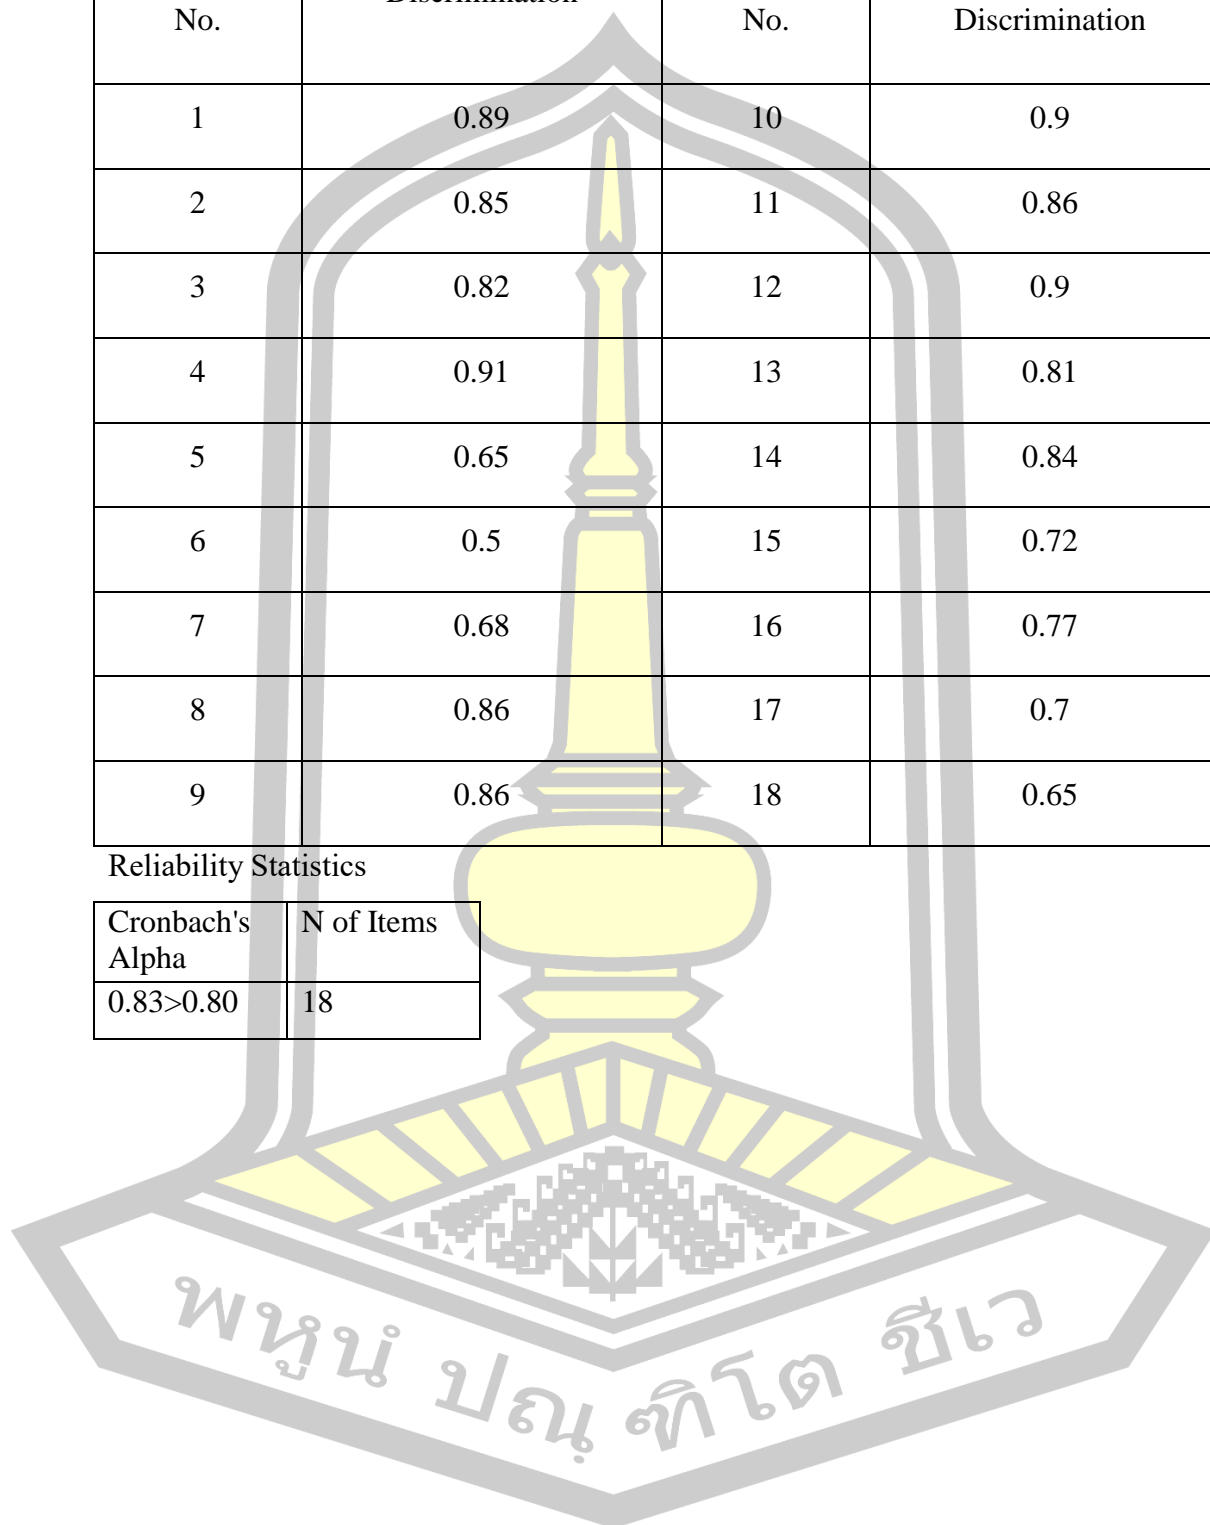 Discrimination
No. No. Discrimination
1 0.89 10 0.9
2 0.85 11 0.86
3 0.82 12 0.9
4 0.91 13 0.81
5 0.65 14 0.84
6 0.5 15 0.72
7 0.68 16 0.77
8 0.86 17 0.7
9 0.86 18 0.65
Reliability Statistics
Cronbach's N of Items
Alpha
0.83>0.80 18
พหูนํ ปณฺฑิโต ชีเว